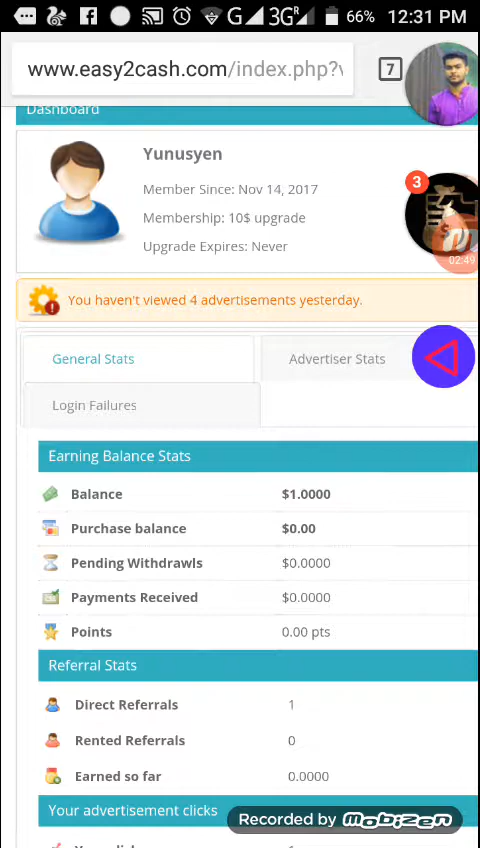 G 3G R 66% 12:31 PM
www.easy2cash.com/index.php?v
7
Dashboard
Yunusyen
Member Since: Nov 14, 2017
Membership: 10$ upgrade
Upgrade Expires: Never
3
02:49
You haven't viewed 4 advertisements yesterday.
General Stats
Advertiser Stats
Login Failures
Earning Balance Stats
Balance $1.0000
Purchase balance $0.00
Pending Withdrawls $0.0000
Payments Received $0.0000
Points 0.00 pts
Referral Stats
Direct Referrals 1
Rented Referrals 0
Earned so far 0.0000
Your advertisement clicks
Recorded by MOBIZEN